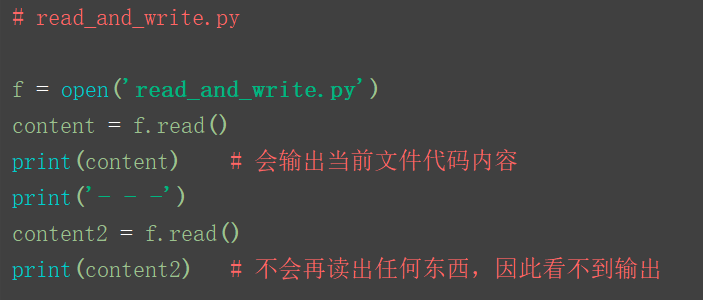 # read_and_write.py
f = open('read_and_write.py')
content = f.read()
print(content)   # 会输出当前文件代码内容
print('- - -')
content2 = f.read()
print(content2)   # 不会再读出任何东西，因此看不到输出